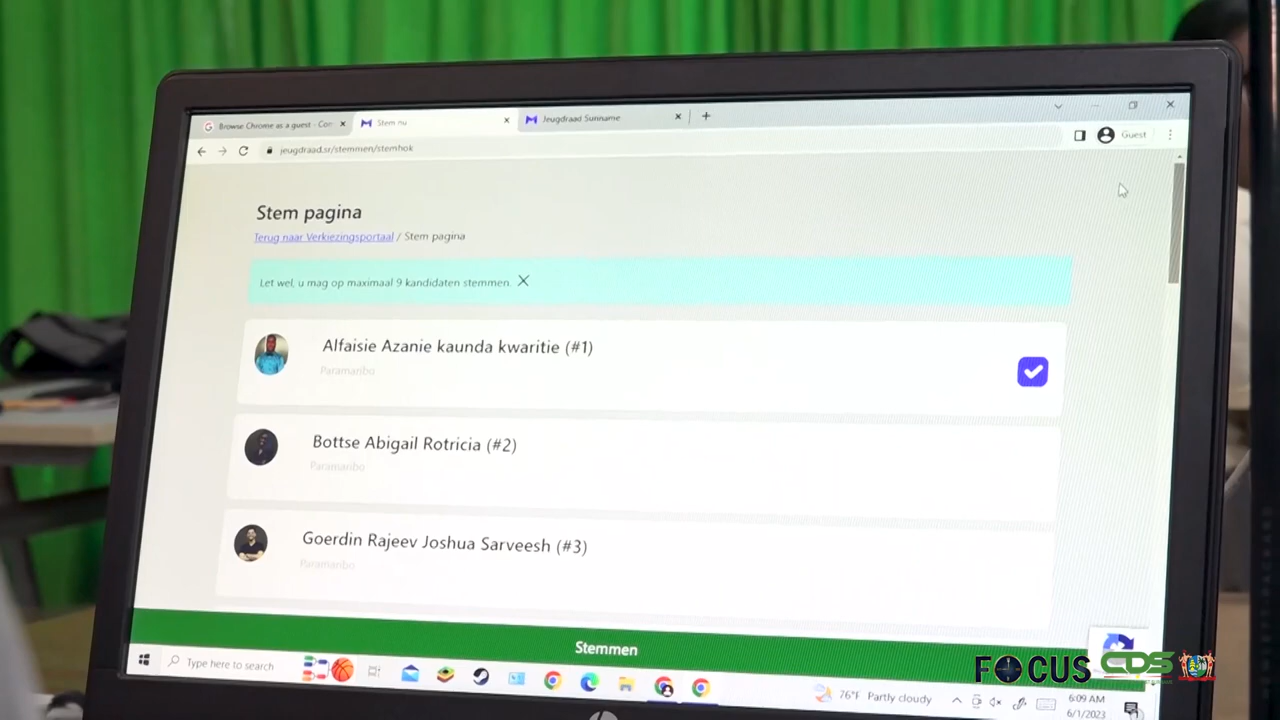 Browse Chrome as a guest - Con
Stem nu
Jeugdraad Suriname
jeugdraad.sr/stemmen/stemhok
Guest
Stem pagina
Terug naar Verkiezingsportaal / Stem pagina
Let wel, u mag op maximaal 9 kandidaten stemmen.
Alfaisie Azanie kaunda kwaritie (#1)
Paramaribo
Bottse Abigail Rotricia (#2)
Paramaribo
Goerdin Rajeev Joshua Sarveesh (#3)
Paramaribo
Stemmen
Type here to search
76°F Partly cloudy
6:09 AM
6/1/2023
FOCUS
CDS